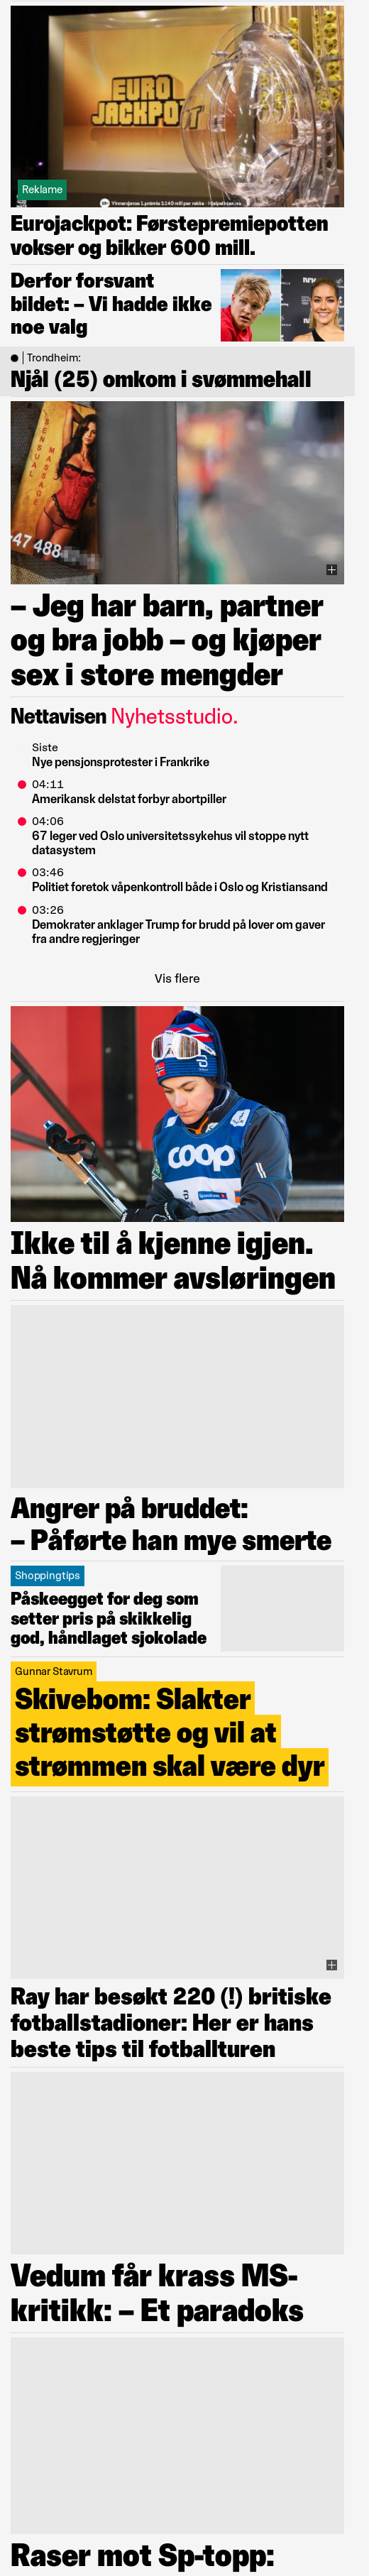 EURO
JACKPOT
Reklame
Eurojackpot: Førstepremiepotten
vokser og bikker 600 mill.
Derfor forsvant
bildet: – Vi hadde ikke
noe valg
| Trondheim:
Njål (25) omkom i svømmehall
SENSUAL
MASSAGE
+47 488
– Jeg har barn, partner
og bra jobb – og kjøper
sex i store mengder
Nettavisen Nyhetsstudio.
Siste
Nye pensjonsprotester i Frankrike
04:11
Amerikansk delstat forbyr abortpiller
04:06
67 leger ved Oslo universitetssykehus vil stoppe nytt
datasystem
03:46
Politiet foretok våpenkontroll både i Oslo og Kristiansand
03:26
Demokrater anklager Trump for brudd på lover om gaver
fra andre regjeringer
Vis flere
coop
Ikke til å kjenne igjen.
Nå kommer avsløringen
Angrer på bruddet:
– Påførte han mye smerte
Shoppingtips
Påskeegget for deg som
setter pris på skikkelig
god, håndlaget sjokolade
Gunnar Stavrum
Skivebom: Slakter
strømstøtte og vil at
strømmen skal være dyr
Ray har besøkt 220 (!) britiske
fotballstadioner: Her er hans
beste tips til fotballturen
Vedum får krass MS-
kritikk: – Et paradoks
Raser mot Sp-topp: